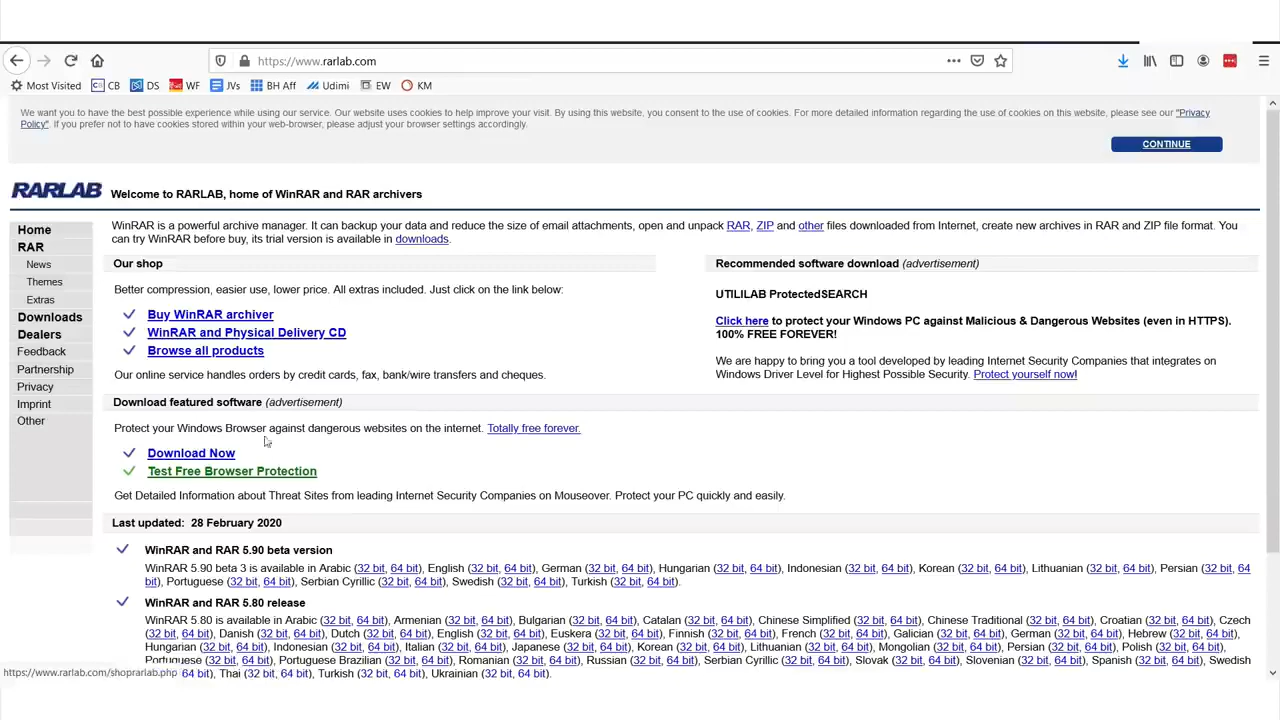 https://www.rarlab.com
Most Visited CB DS WF JVs BH Aff Udimi EW KM
We want you to have the best possible experience while using our service. Our website uses cookies to help improve your visit. By using this website, you consent to the use of cookies. For more detailed information regarding the use of cookies on this website, please see our "Privacy
Policy". If you prefer not to have cookies stored within your web-browser, please adjust your browser settings accordingly.
CONTINUE
RARLAB Welcome to RARLAB, home of WinRAR and RAR archivers
Home
RAR
News
Themes
Extras
Downloads
Dealers
Feedback
Partnership
Privacy
Imprint
Other
WinRAR is a powerful archive manager. It can backup your data and reduce the size of email attachments, open and unpack RAR, ZIP and other files downloaded from Internet, create new archives in RAR and ZIP file format. You
can try WinRAR before buy, its trial version is available in downloads.
Our shop
Better compression, easier use, lower price. All extras included. Just click on the link below:
Buy WinRAR archiver
WinRAR and Physical Delivery CD
Browse all products
Our online service handles orders by credit cards, fax, bank/wire transfers and cheques.
Recommended software download (advertisement)
UTILILAB ProtectedSEARCH
Click here to protect your Windows PC against Malicious & Dangerous Websites (even in HTTPS).
100% FREE FOREVER!
We are happy to bring you a tool developed by leading Internet Security Companies that integrates on
Windows Driver Level for Highest Possible Security. Protect yourself now!
Download featured software (advertisement)
Protect your Windows Browser against dangerous websites on the internet. Totally free forever.
Download Now
Test Free Browser Protection
Get Detailed Information about Threat Sites from leading Internet Security Companies on Mouseover. Protect your PC quickly and easily.
Last updated: 28 February 2020
WinRAR and RAR 5.90 beta version
WinRAR 5.90 beta 3 is available in Arabic (32 bit, 64 bit), English (32 bit, 64 bit), German (32 bit, 64 bit), Hungarian (32 bit, 64 bit), Indonesian (32 bit, 64 bit), Korean (32 bit, 64 bit), Lithuanian (32 bit, 64 bit), Persian (32 bit, 64
bit), Portuguese (32 bit, 64 bit), Serbian Cyrillic (32 bit, 64 bit), Swedish (32 bit, 64 bit), Turkish (32 bit, 64 bit).
WinRAR and RAR 5.80 release
WinRAR 5.80 is available in Arabic (32 bit, 64 bit), Armenian (32 bit, 64 bit), Bulgarian (32 bit, 64 bit), Catalan (32 bit, 64 bit), Chinese Simplified (32 bit, 64 bit), Chinese Traditional (32 bit, 64 bit), Croatian (32 bit, 64 bit), Czech
(32 bit, 64 bit), Danish (32 bit, 64 bit), Dutch (32 bit, 64 bit), English (32 bit, 64 bit), Euskera (32 bit, 64 bit), Finnish (32 bit, 64 bit), French (32 bit, 64 bit), Galician (32 bit, 64 bit), German (32 bit, 64 bit), Hebrew (32 bit, 64 bit),
Hungarian (32 bit, 64 bit), Indonesian (32 bit, 64 bit), Italian (32 bit, 64 bit), Japanese (32 bit, 64 bit), Korean (32 bit, 64 bit), Lithuanian (32 bit, 64 bit), Mongolian (32 bit, 64 bit), Persian (32 bit, 64 bit), Polish (32 bit, 64 bit),
Portuguese (32 bit, 64 bit), Portuguese Brazilian (32 bit, 64 bit), Romanian (32 bit, 64 bit), Russian (32 bit, 64 bit), Serbian Cyrillic (32 bit, 64 bit), Slovak (32 bit, 64 bit), Slovenian (32 bit, 64 bit), Spanish (32 bit, 64 bit), Swedish
64 bit), Thai (32 bit, 64 bit), Turkish (32 bit, 64 bit), Ukrainian (32 bit, 64 bit).
https://www.rarlab.com/shoprarlab.php